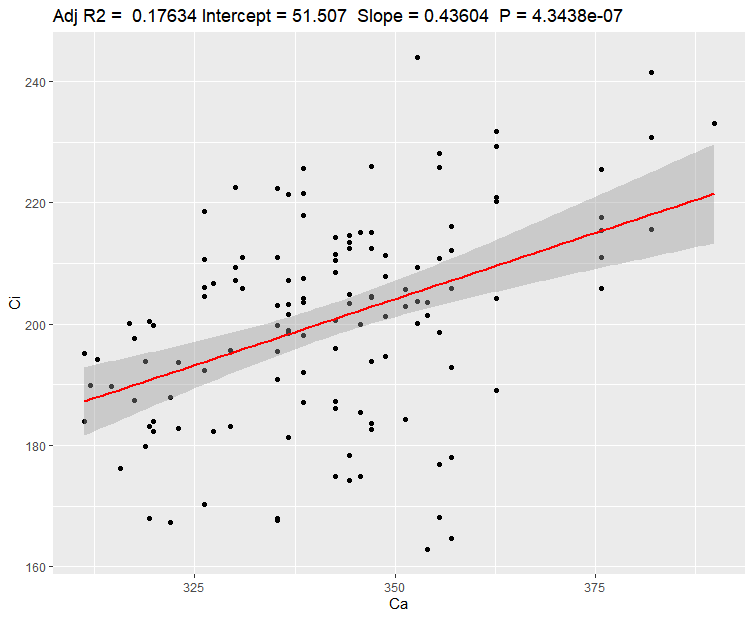 Adj R2 =  0.17634 Intercept = 51.507  Slope = 0.43604  P = 4.3438e-07
240
220
200
180
160
Ci
325
350
375
Ca